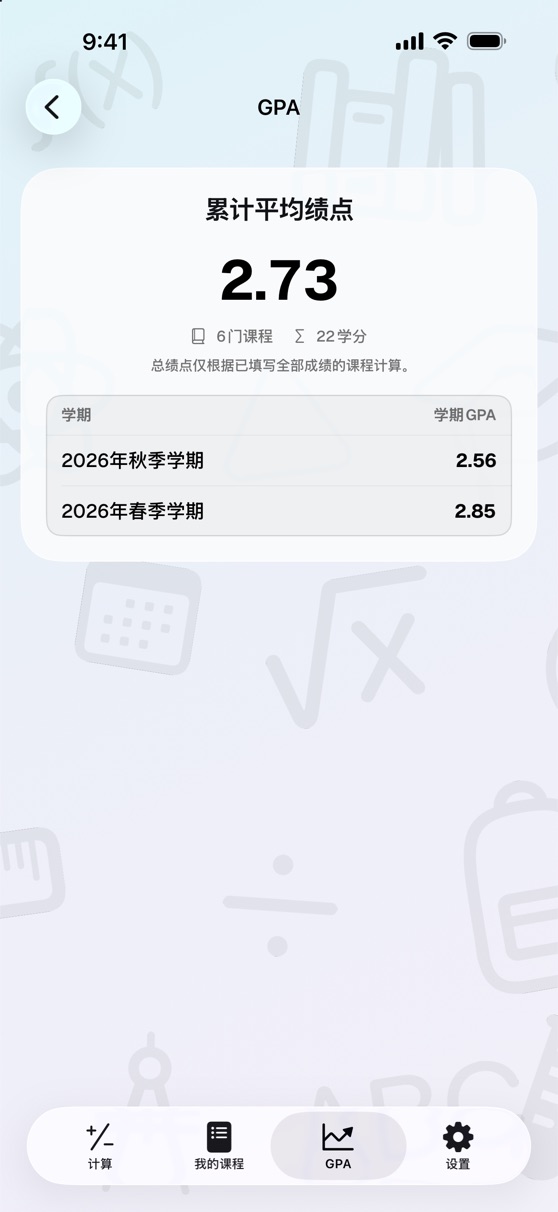 9:41
GPA
累计平均绩点
2.73
6门课程 Σ 22学分
总绩点仅根据已填写全部成绩的课程计算。
学期 学期GPA
2026年秋季学期 2.56
2026年春季学期 2.85
计算 我的课程 GPA 设置